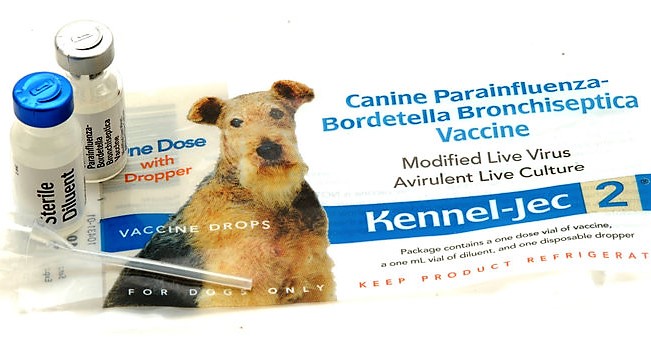 Canine Parainfluenza-
Bordetella Bronchiseptica
Vaccine
Modified Live Virus
Avirulent Live Culture
Kennel-Jec 2
Package contains a one dose vial of vaccine,
a one mL vial of diluent, and one disposable dropper
KEEP PRODUCT REFRIGERAT
ne Dose
with
Dropper
VACCINE DROPS
FOR DOGS ONLY
Parainfluenza-
Bordetella
Bronchiseptica
Vaccine
Sterile
Diluent